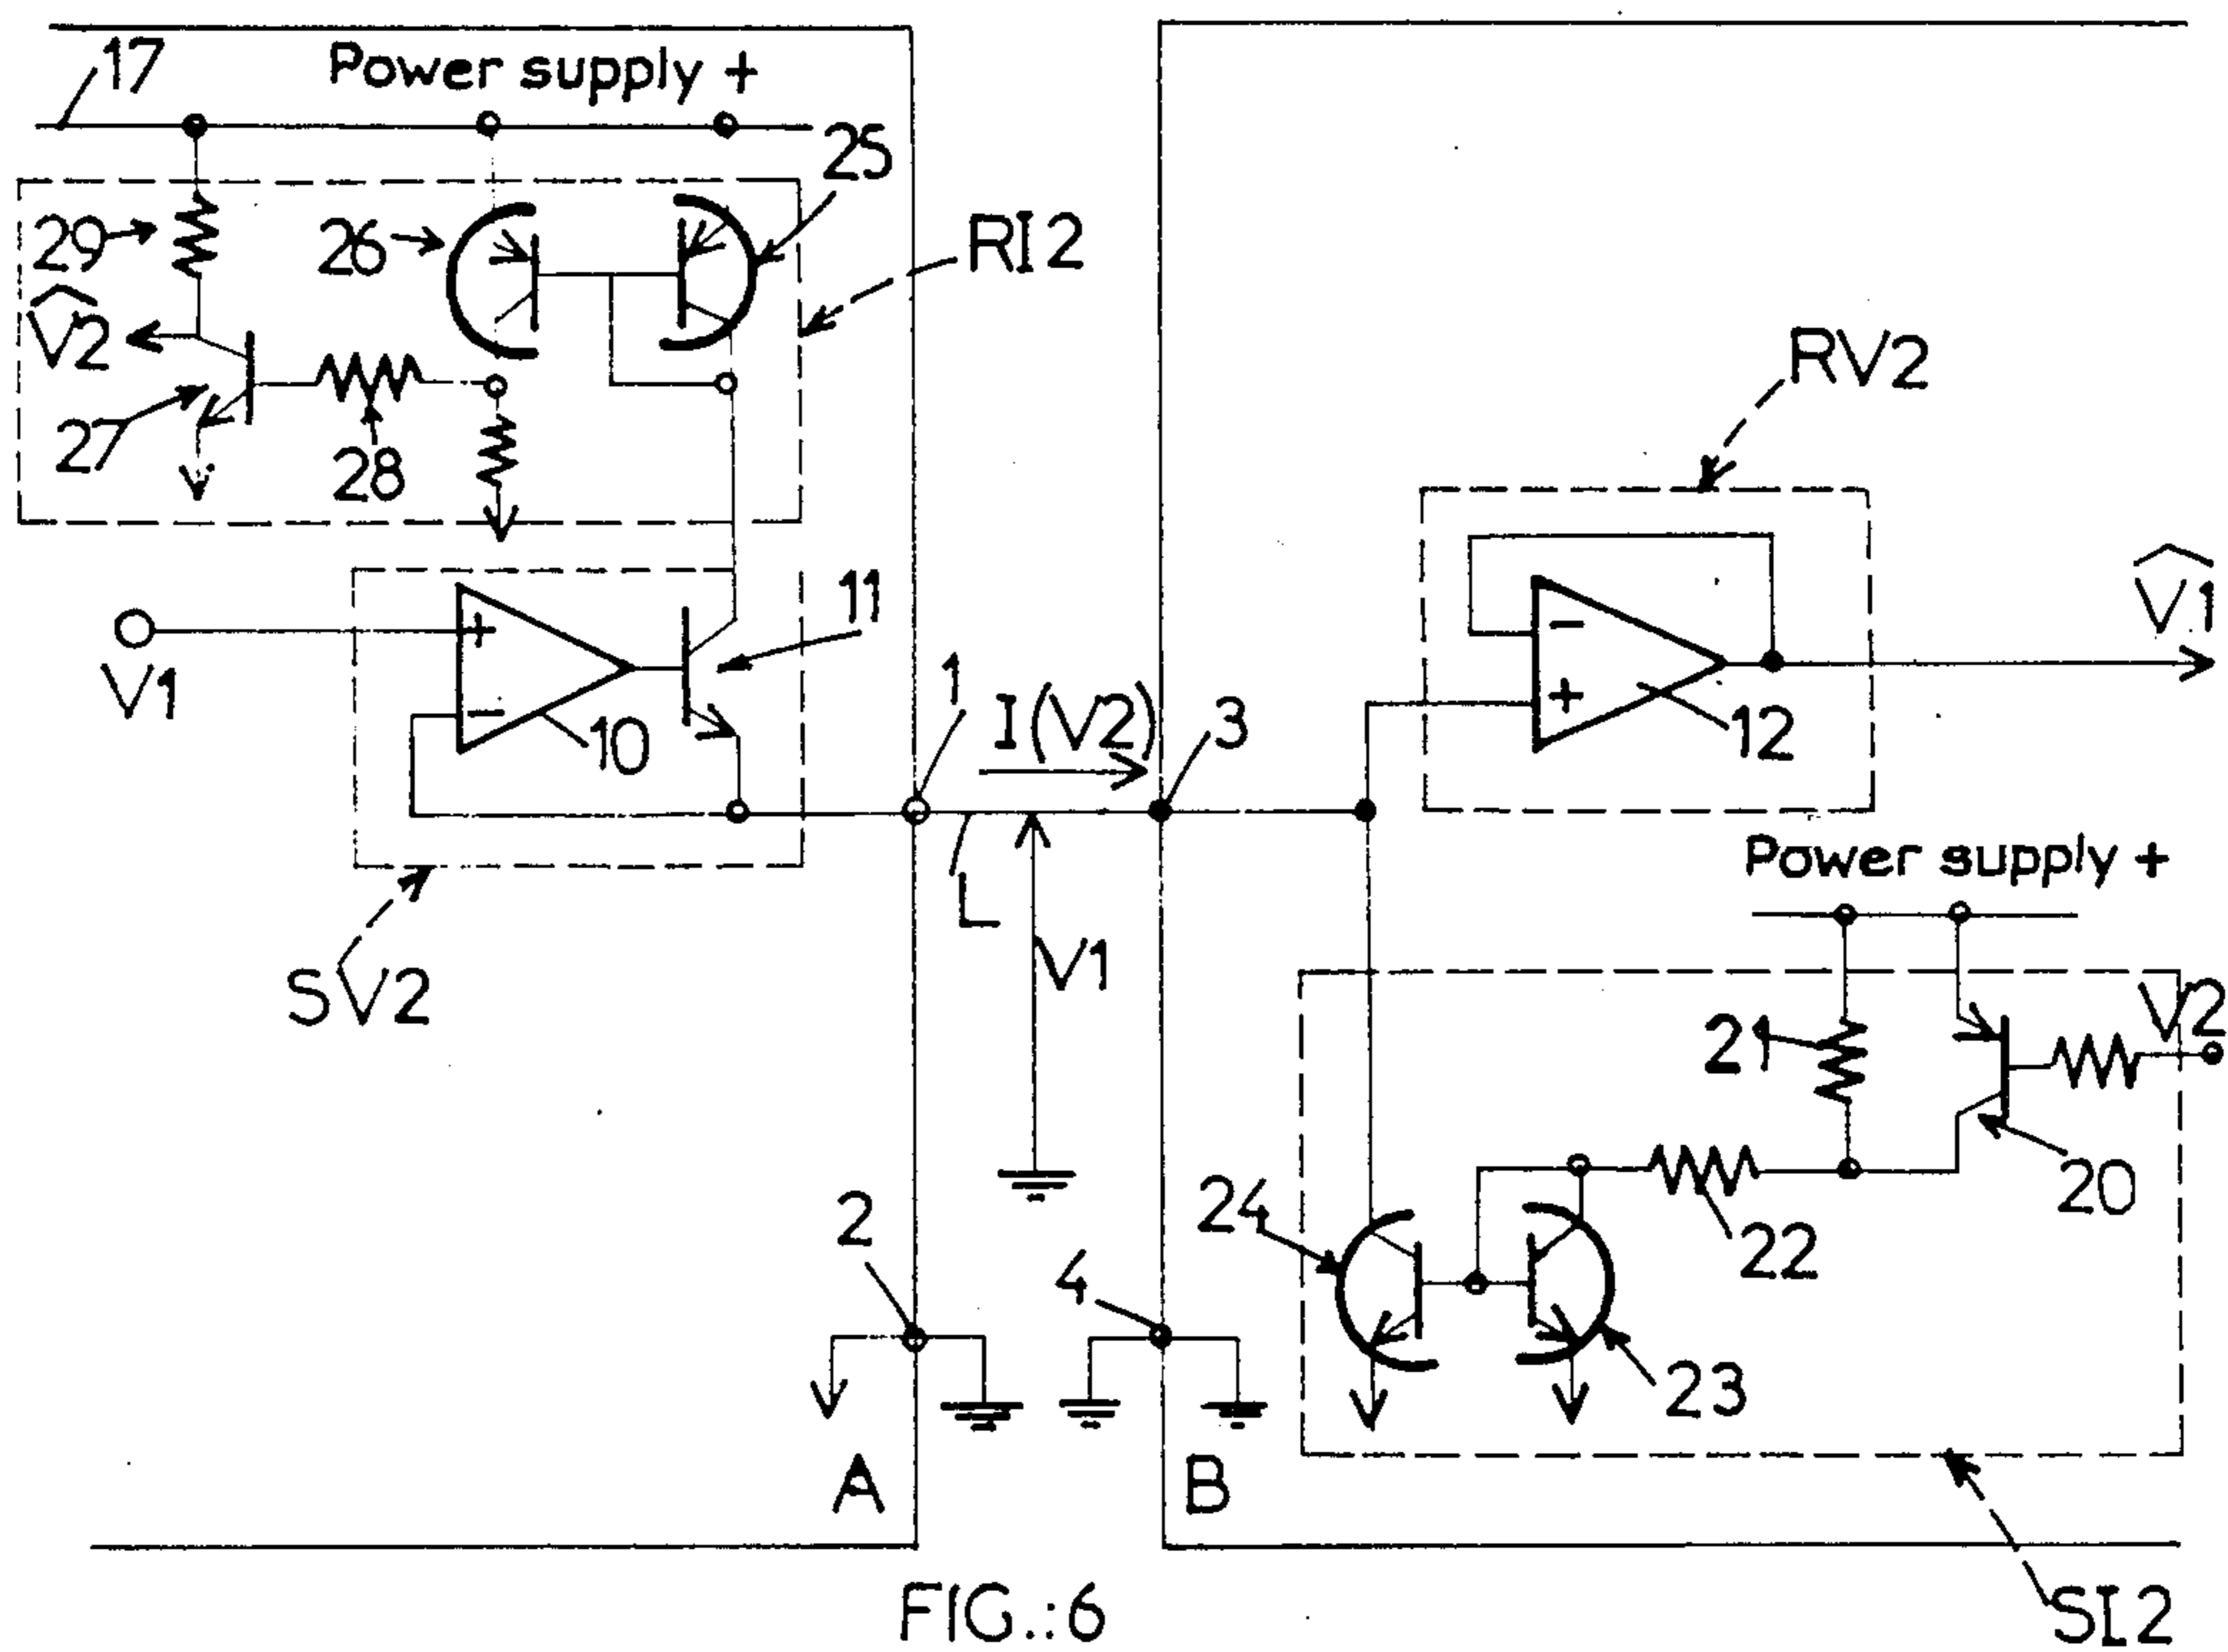 17
Power supply +
25
29
26
RI2
V̂2
27
28
RV2
V1
+
-
10
11
1
I(V2)
3
-
+
12
V̂1
L
V1
SV2
Power supply +
V2
21
20
22
24
23
2
4
A
B
SI2
FIG.:6